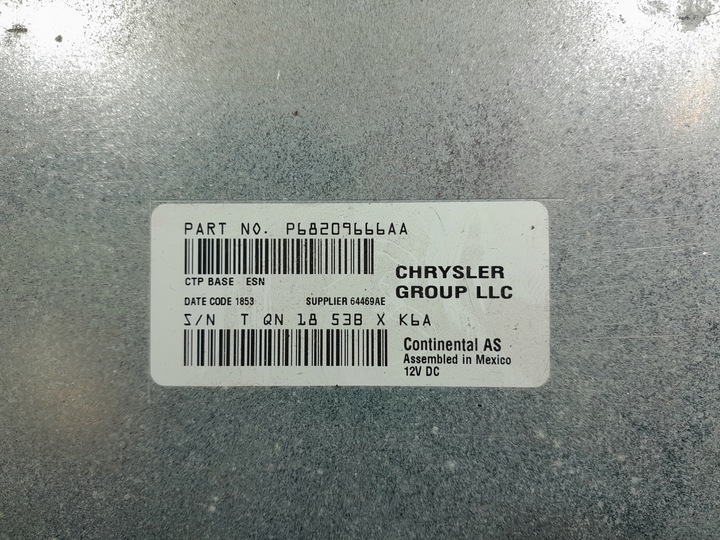 PART NO. P68209666AA
CTP BASE ESN
CHRYSLER
GROUP LLC
DATE CODE 1853 SUPPLIER 64469AE
S/N T QN 18 538 X K6A
Continental AS
Assembled in Mexico
12V DC